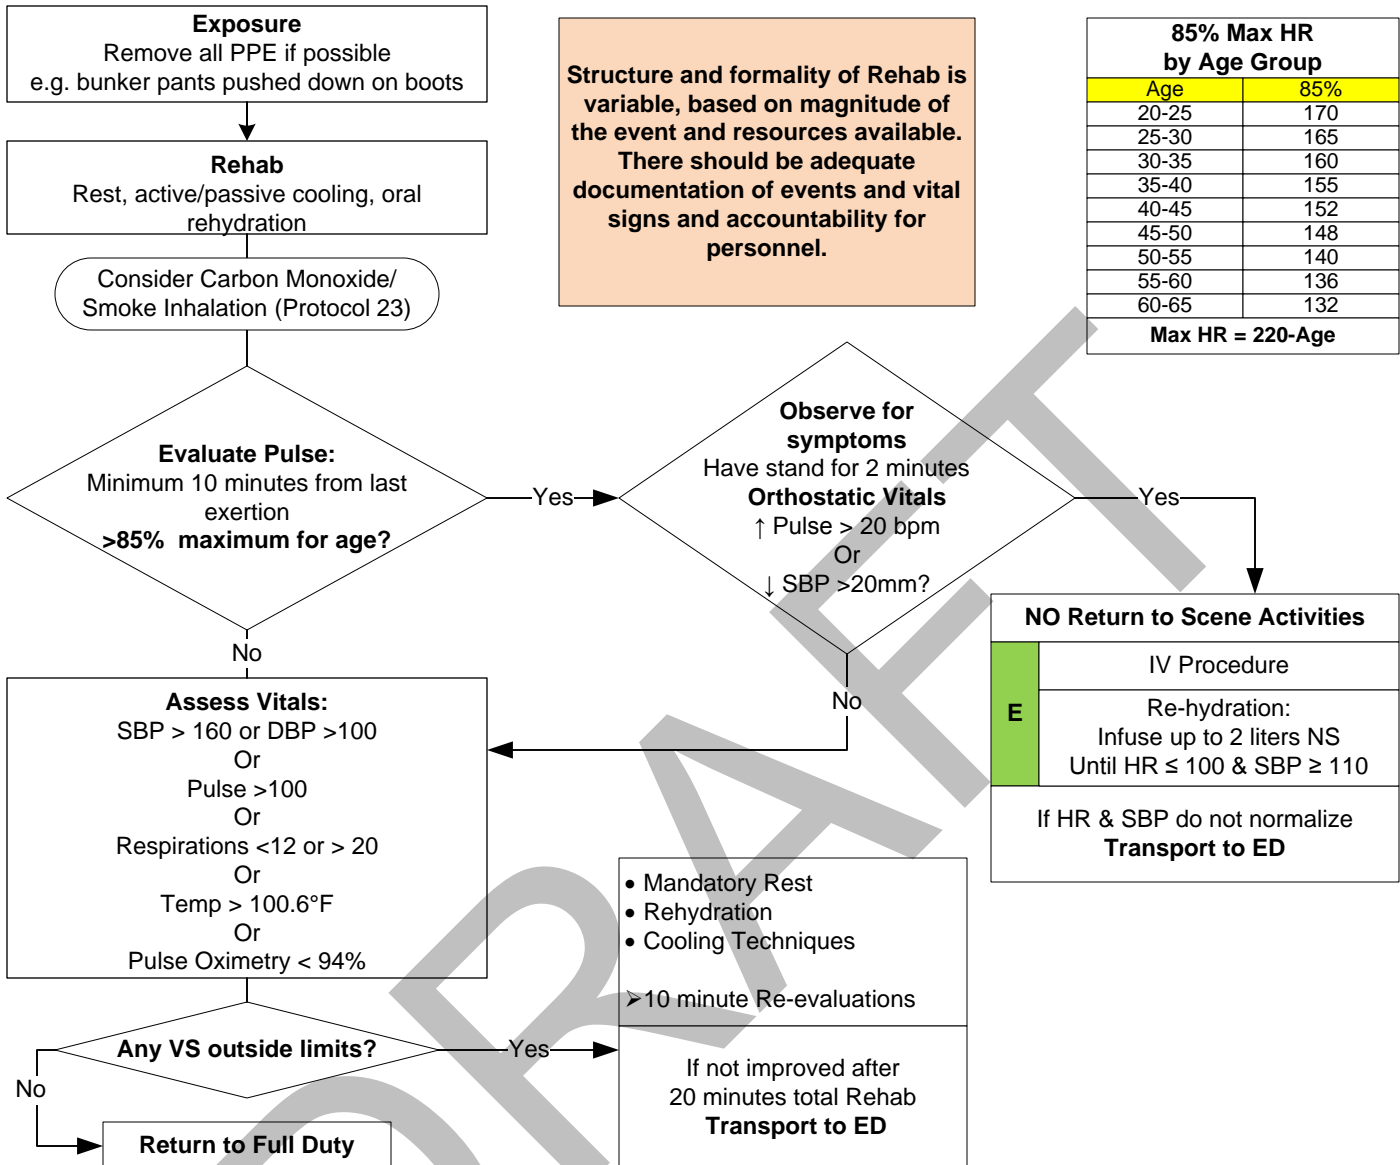 Exposure
Remove all PPE if possible
e.g. bunker pants pushed down on boots
Rehab
Rest, active/passive cooling, oral
rehydration
Consider Carbon Monoxide/
Smoke Inhalation (Protocol 23)
Evaluate Pulse:
Minimum 10 minutes from last
exertion
>85%  maximum for age?
Yes
No
Structure and formality of Rehab is
variable, based on magnitude of
the event and resources available.
There should be adequate
documentation of events and vital
signs and accountability for
personnel.
85% Max HR
by Age Group
Age 85%
20-25 170
25-30 165
30-35 160
35-40 155
40-45 152
45-50 148
50-55 140
55-60 136
60-65 132
Max HR = 220-Age
Observe for
symptoms
Have stand for 2 minutes
Orthostatic Vitals
↑ Pulse > 20 bpm
Or
↓ SBP >20mm?
Yes
No
NO Return to Scene Activities
E
IV Procedure
Re-hydration:
Infuse up to 2 liters NS
Until HR ≤ 100 & SBP ≥ 110
If HR & SBP do not normalize
Transport to ED
Assess Vitals:
SBP > 160 or DBP >100
Or
Pulse >100
Or
Respirations <12 or > 20
Or
Temp > 100.6°F
Or
Pulse Oximetry < 94%
Any VS outside limits?
Yes
No
• Mandatory Rest
• Rehydration
• Cooling Techniques
➢10 minute Re-evaluations
If not improved after
20 minutes total Rehab
Transport to ED
Return to Full Duty
DRAFT